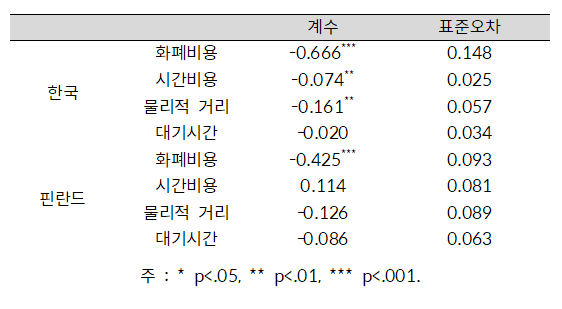 계수 표준오차
화폐비용 -0.666***  0.148
시간비용 -0.074** 0.025
한국
물리적 거리 -0.161** 0.057
대기시간 -0.020 0.034
화폐비용 -0.425*** 0.093
시간비용 0.114 0.081
핀란드
물리적 거리 -0.126 0.089
대기시간 -0.086 0.063
주 : * p<.05, ** p<.01, *** p<.001.